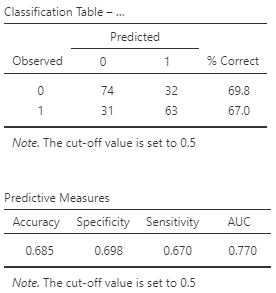 Classification Table – ...
Predicted
Observed 0 1 % Correct
0 74 32 69.8
1 31 63 67.0
Note. The cut-off value is set to 0.5
Predictive Measures
Accuracy Specificity Sensitivity AUC
0.685 0.698 0.670 0.770
Note. The cut-off value is set to 0.5